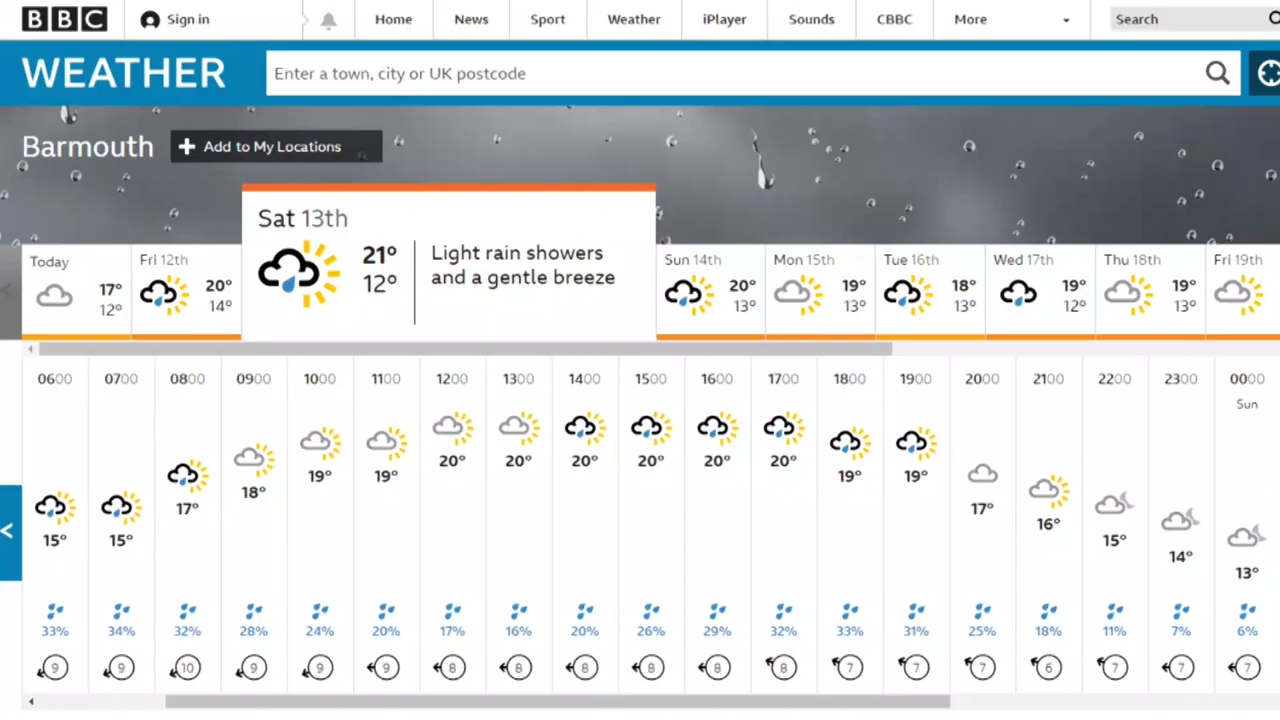 BBC Sign in Home News Sport Weather iPlayer Sounds CBBC More Search
WEATHER Enter a town, city or UK postcode
Barmouth + Add to My Locations
Today 17° 12°
Fri 12th 20° 14°
Sat 13th 21° 12°
Light rain showers
and a gentle breeze
Sun 14th 20° 13°
Mon 15th 19° 13°
Tue 16th 18° 13°
Wed 17th 19° 12°
Thu 18th 19° 13°
Fri 19th
0600 0700 0800 0900 1000 1100 1200 1300 1400 1500 1600 1700 1800 1900 2000 2100 2200 2300 0000
Sun
15° 15° 17° 18° 19° 19° 20° 20° 20° 20° 20° 20° 19° 19° 17° 16° 15° 14° 13°
33% 34% 32% 28% 24% 20% 17% 16% 20% 26% 29% 32% 33% 31% 25% 18% 11% 7% 6%
9 9 10 9 9 9 8 8 8 8 8 8 7 7 7 6 7 7 7